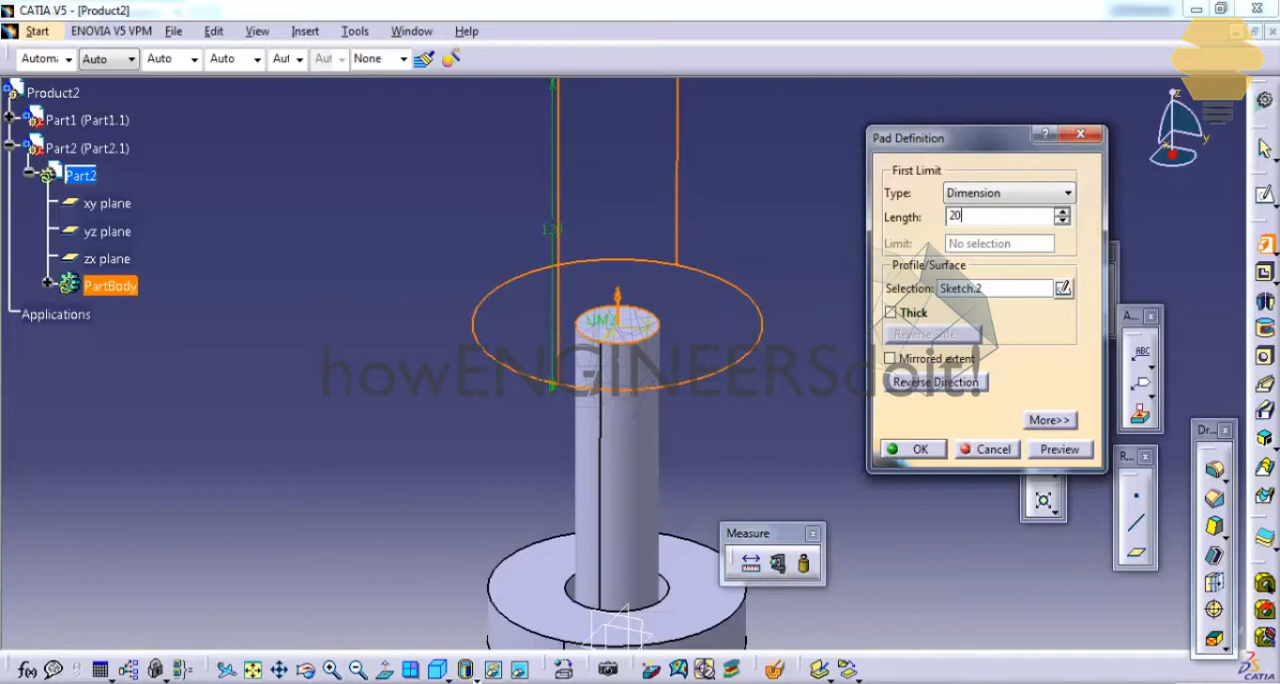 CATIA V5 - [Product2]
Start ENOVIA V5 VPM File Edit View Insert Tools Window Help
Autom Auto Auto Auto Aut Aut None
Product2
Part1 (Part1.1)
Part2 (Part2.1)
Part2
xy plane
yz plane
zx plane
PartBody
Applications
120
z
y
x
Pad Definition
First Limit
Type: Dimension
Length: 20
Limit: No selection
Profile/Surface
Selection: Sketch.2
Thick
Reverse Side
Mirrored extent
Reverse Direction
More>>
OK Cancel Preview
howENGINEERSdoit!
A...
ABC
Dr...
R...
Measure
f(x)
CATIA